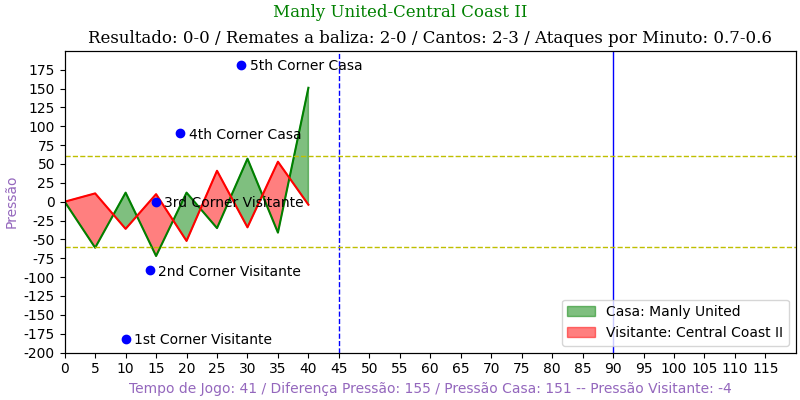 Manly United-Central Coast II
Resultado: 0-0 / Remates a baliza: 2-0 / Cantos: 2-3 / Ataques por Minuto: 0.7-0.6
Pressão
175
150
125
100
75
50
25
0
-25
-50
-75
-100
-125
-150
-175
-200
5th Corner Casa
4th Corner Casa
3rd Corner Visitante
2nd Corner Visitante
1st Corner Visitante
Casa: Manly United
Visitante: Central Coast II
0 5 10 15 20 25 30 35 40 45 50 55 60 65 70 75 80 85 90 95 100 105 110 115
Tempo de Jogo: 41 / Diferença Pressão: 155 / Pressão Casa: 151 -- Pressão Visitante: -4